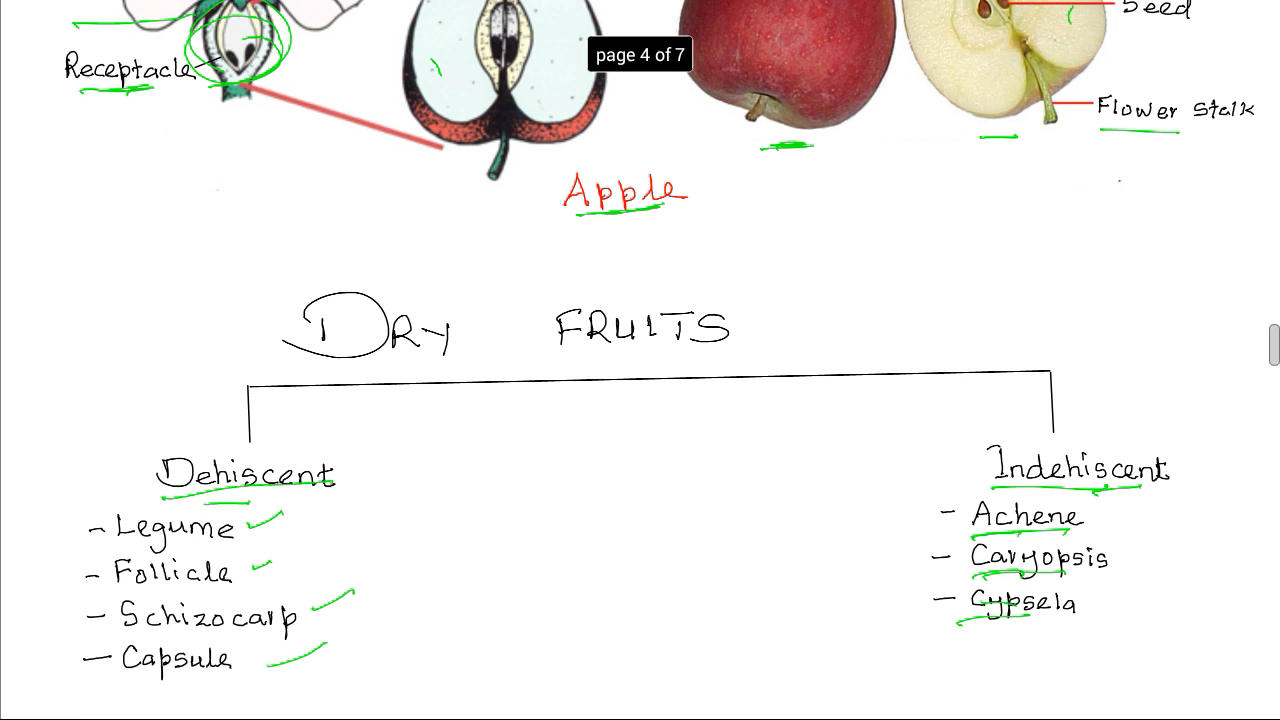 Seed
page 4 of 7
Receptacle
Flower stalk
Apple
DRY FRUITS
Dehiscent
- Legume
- Follicle
- Schizocarp
- Capsule
Indehiscent
- Achene
- Caryopsis
- Cypsela